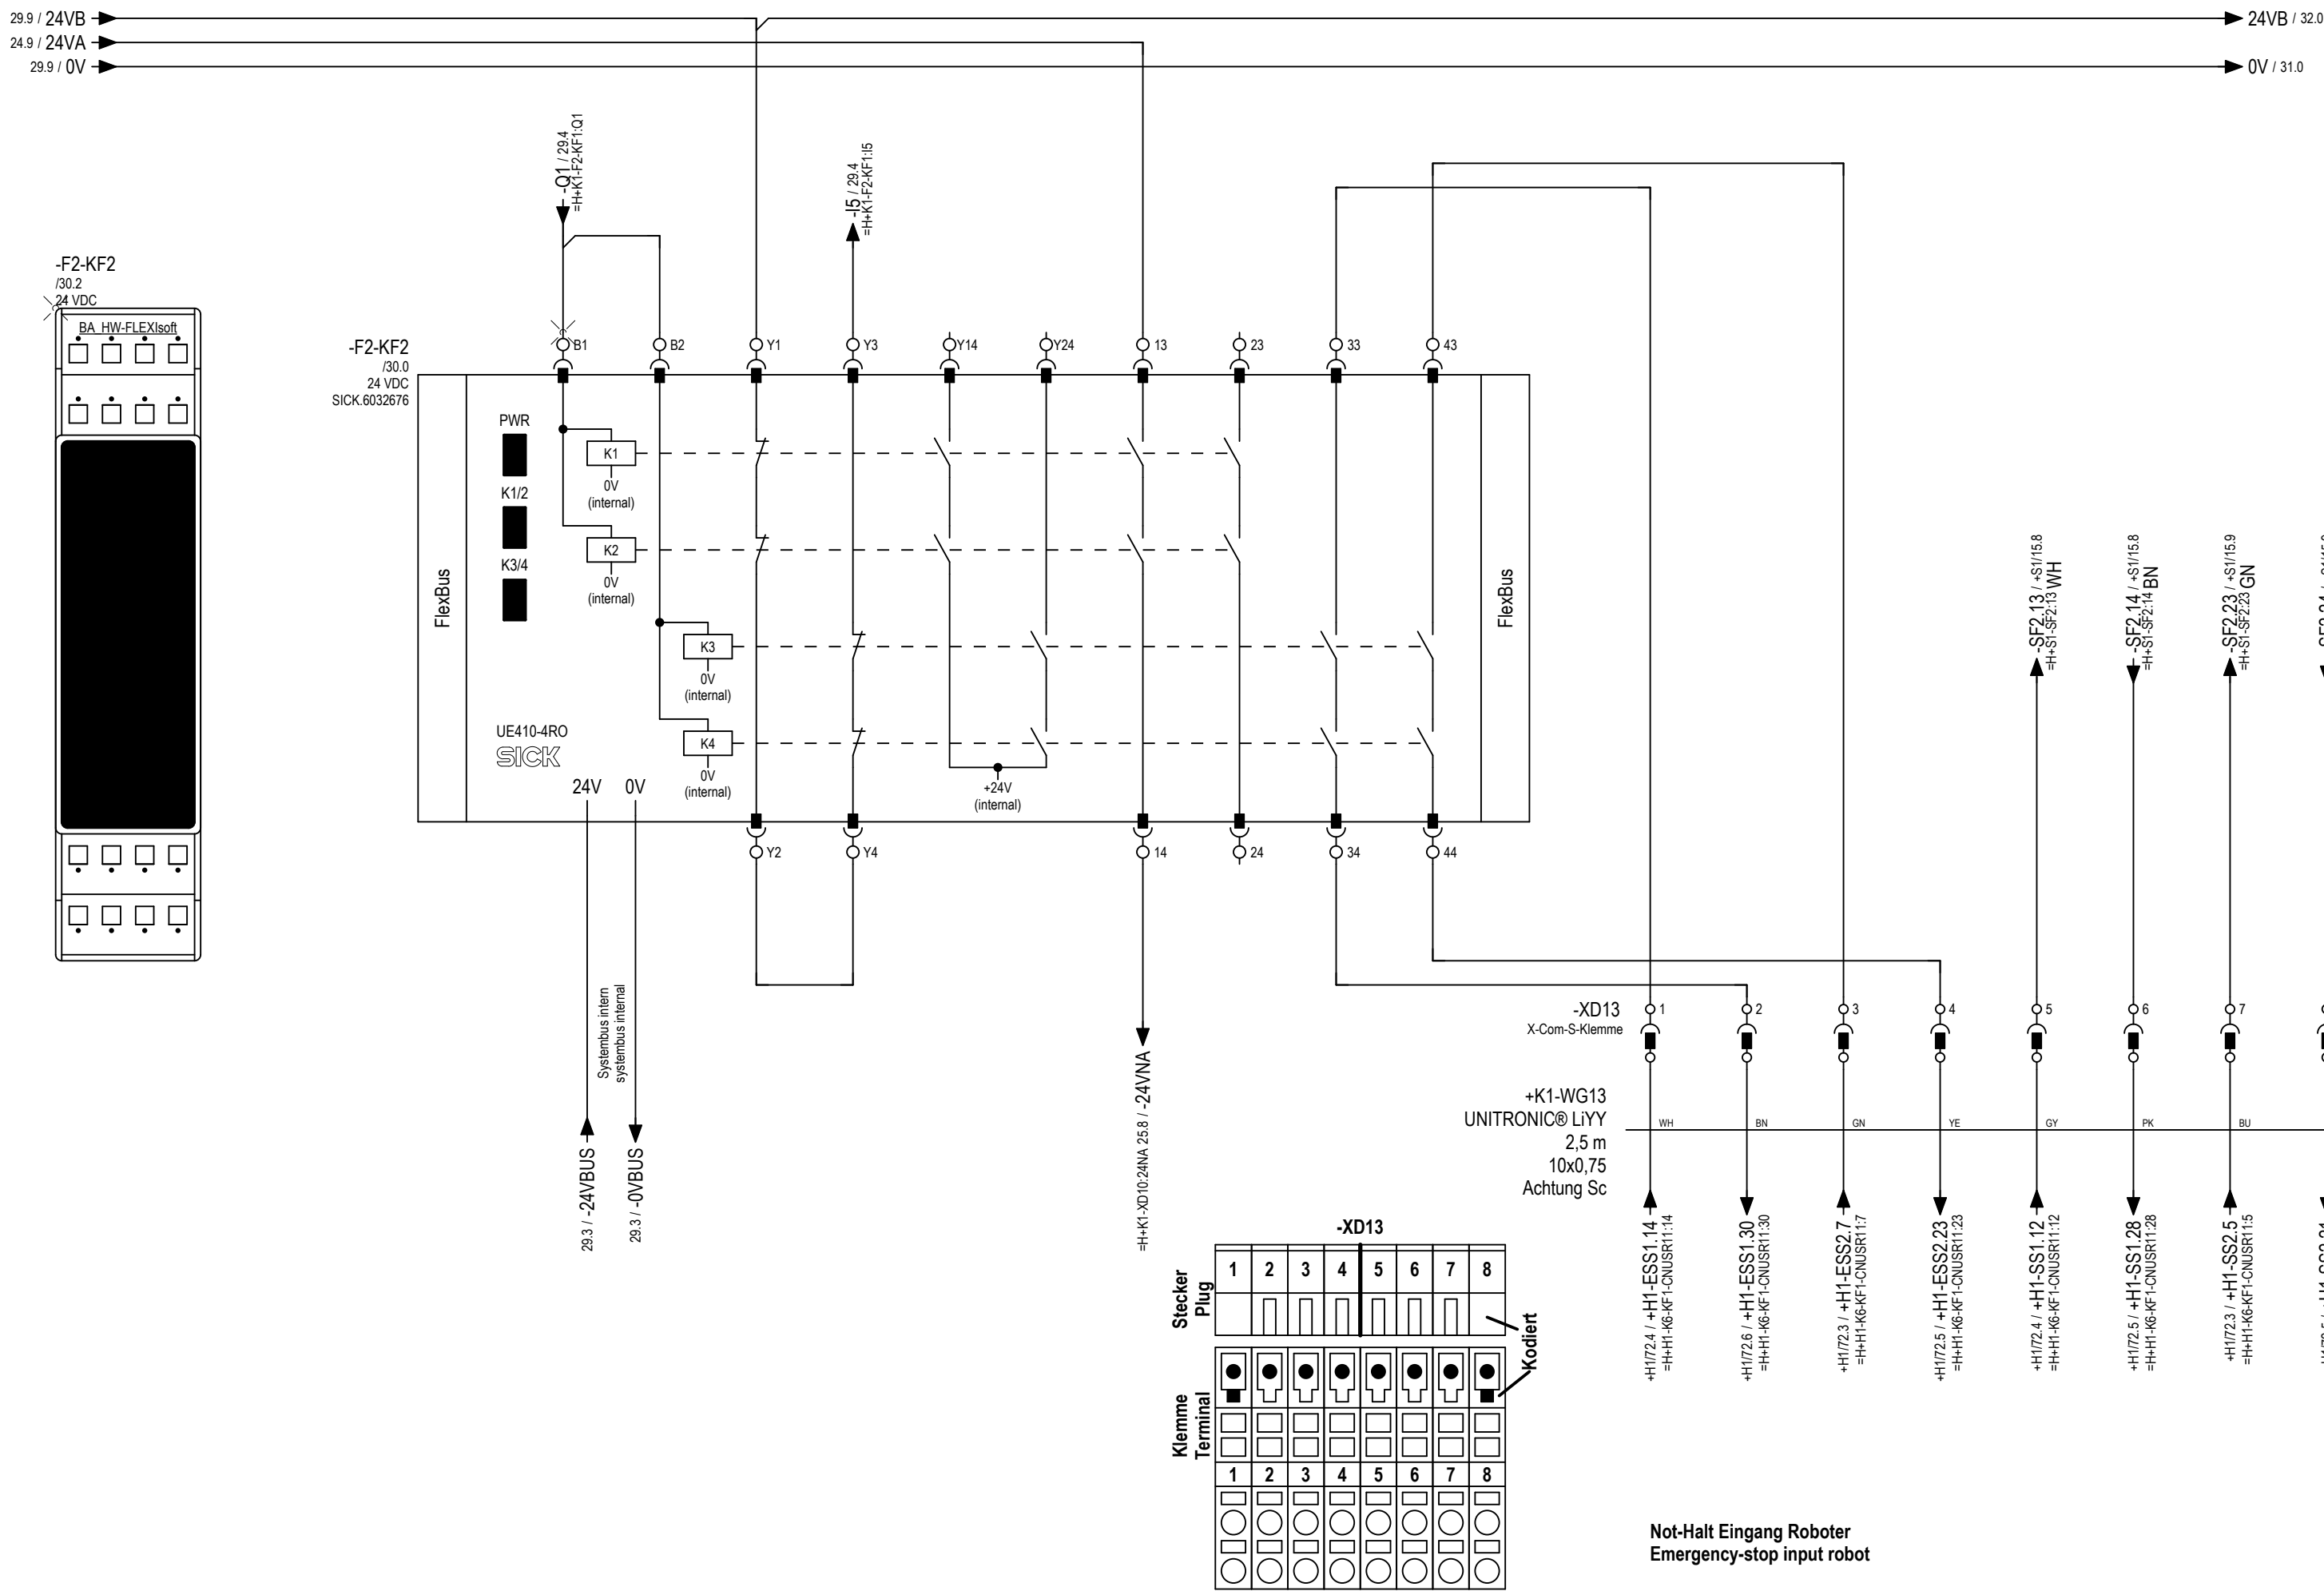 29.9 / 24VB
24VB / 32.0
24.9 / 24VA
29.9 / 0V
0V / 31.0
-Q1 / 29.4
=H+K1-F2-KF1:Q1
-I5 / 29.4
=H+K1-F2-KF1:I5
-F2-KF2
/30.2
24 VDC
BA_HW-FLEXIsoft
-F2-KF2
/30.0
24 VDC
SICK.6032676
B1
B2
Y1
Y3
Y14
Y24
13
23
33
43
FlexBus
PWR
K1/2
K3/4
K1
0V
(internal)
K2
0V
(internal)
K3
0V
(internal)
K4
0V
(internal)
+24V
(internal)
UE410-4RO
SICK
24V
0V
FlexBus
Y2
Y4
14
24
34
44
Systembus intern
systembus internal
29.3 / -24VBUS
29.3 / -0VBUS
=H+K1-XD10:24NA 25.8 / -24VNA
-SF2.13 / +S1/15.8
=H+S1-SF2:13 WH
-SF2.14 / +S1/15.8
=H+S1-SF2:14 BN
-SF2.23 / +S1/15.9
=H+S1-SF2:23 GN
-XD13
X-Com-S-Klemme
1
2
3
4
5
6
7
+K1-WG13
UNITRONIC® LiYY
2,5 m
10x0,75
Achtung Sc
WH
BN
GN
YE
GY
PK
BU
+H1/72.4 / +H1-ESS1.14
=H+H1-K6-KF1-CNUSR11:14
+H1/72.6 / +H1-ESS1.30
=H+H1-K6-KF1-CNUSR11:30
+H1/72.3 / +H1-ESS2.7
=H+H1-K6-KF1-CNUSR11:7
+H1/72.5 / +H1-ESS2.23
=H+H1-K6-KF1-CNUSR11:23
+H1/72.4 / +H1-SS1.12
=H+H1-K6-KF1-CNUSR11:12
+H1/72.5 / +H1-SS1.28
=H+H1-K6-KF1-CNUSR11:28
+H1/72.3 / +H1-SS2.5
=H+H1-K6-KF1-CNUSR11:5
-XD13
Stecker
Plug
1 2 3 4 5 6 7 8
Kodiert
Klemme
Terminal
1 2 3 4 5 6 7 8
Not-Halt Eingang Roboter
Emergency-stop input robot